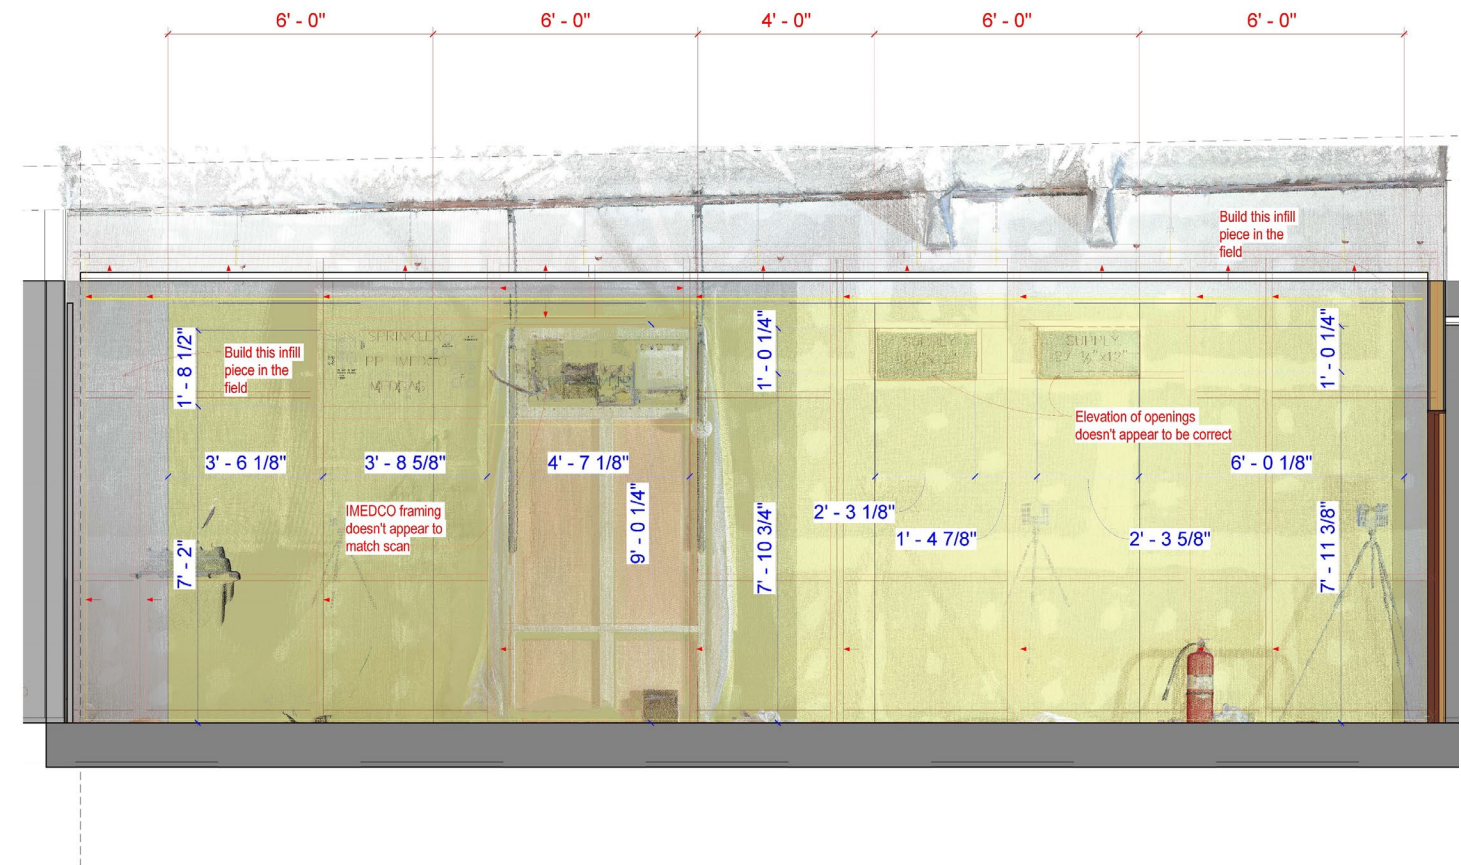 6' - 0"
6' - 0"
4' - 0"
6' - 0"
6' - 0"
Build this infill
piece in the
field
1' - 8 1/2"
Build this infill
piece in the
field
SPRINKLER
MEDGAS
1' - 0 1/4"
SUPPLY
SUPPLY
1' - 0 1/4"
Elevation of openings
doesn't appear to be correct
3' - 6 1/8"
3' - 8 5/8"
4' - 7 1/8"
6' - 0 1/8"
IMEDCO framing
doesn't appear to
match scan
7' - 2"
9' - 0 1/4"
7' - 10 3/4"
2' - 3 1/8"
1' - 4 7/8"
2' - 3 5/8"
7' - 11 3/8"